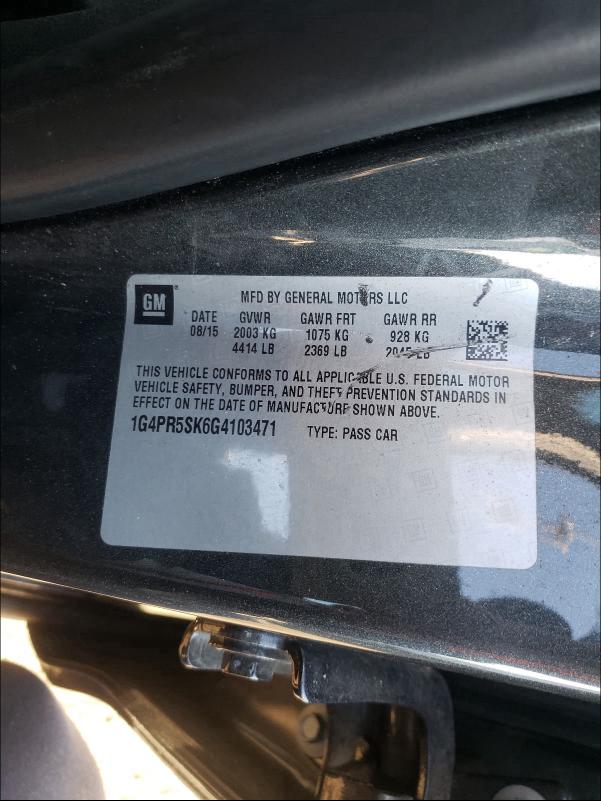 GM
MFD BY GENERAL MOTORS LLC
DATE GVWR GAWR FRT GAWR RR
08/15 2003 KG 1075 KG 928 KG
4414 LB 2369 LB 2045 LB
THIS VEHICLE CONFORMS TO ALL APPLICABLE U.S. FEDERAL MOTOR
VEHICLE SAFETY, BUMPER, AND THEFT PREVENTION STANDARDS IN
EFFECT ON THE DATE OF MANUFACTURE SHOWN ABOVE.
1G4PR5SK6G4103471 TYPE: PASS CAR